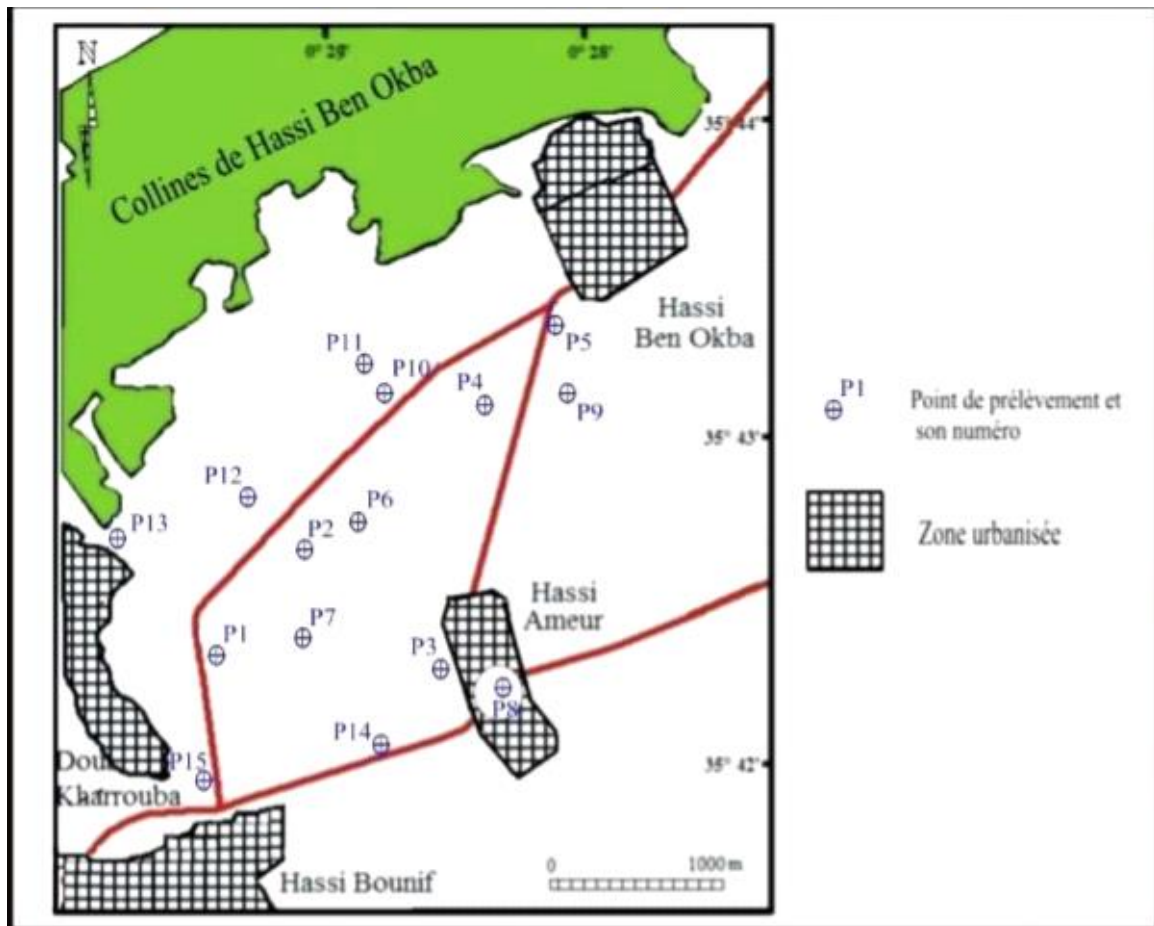 N
0° 29'
0° 28'
Collines de Hassi Ben Okba
35° 44'
Hassi
Ben Okba
P5
P11
P10
P4
P9
P1
Point de prélèvement et
son numéro
35° 43'
P12
P6
P13
P2
Zone urbanisée
Hassi
Ameur
P1
P7
P3
P8
P14
35° 42'
Dou
P15
Kharrouba
Hassi Bounif
0
1000 m